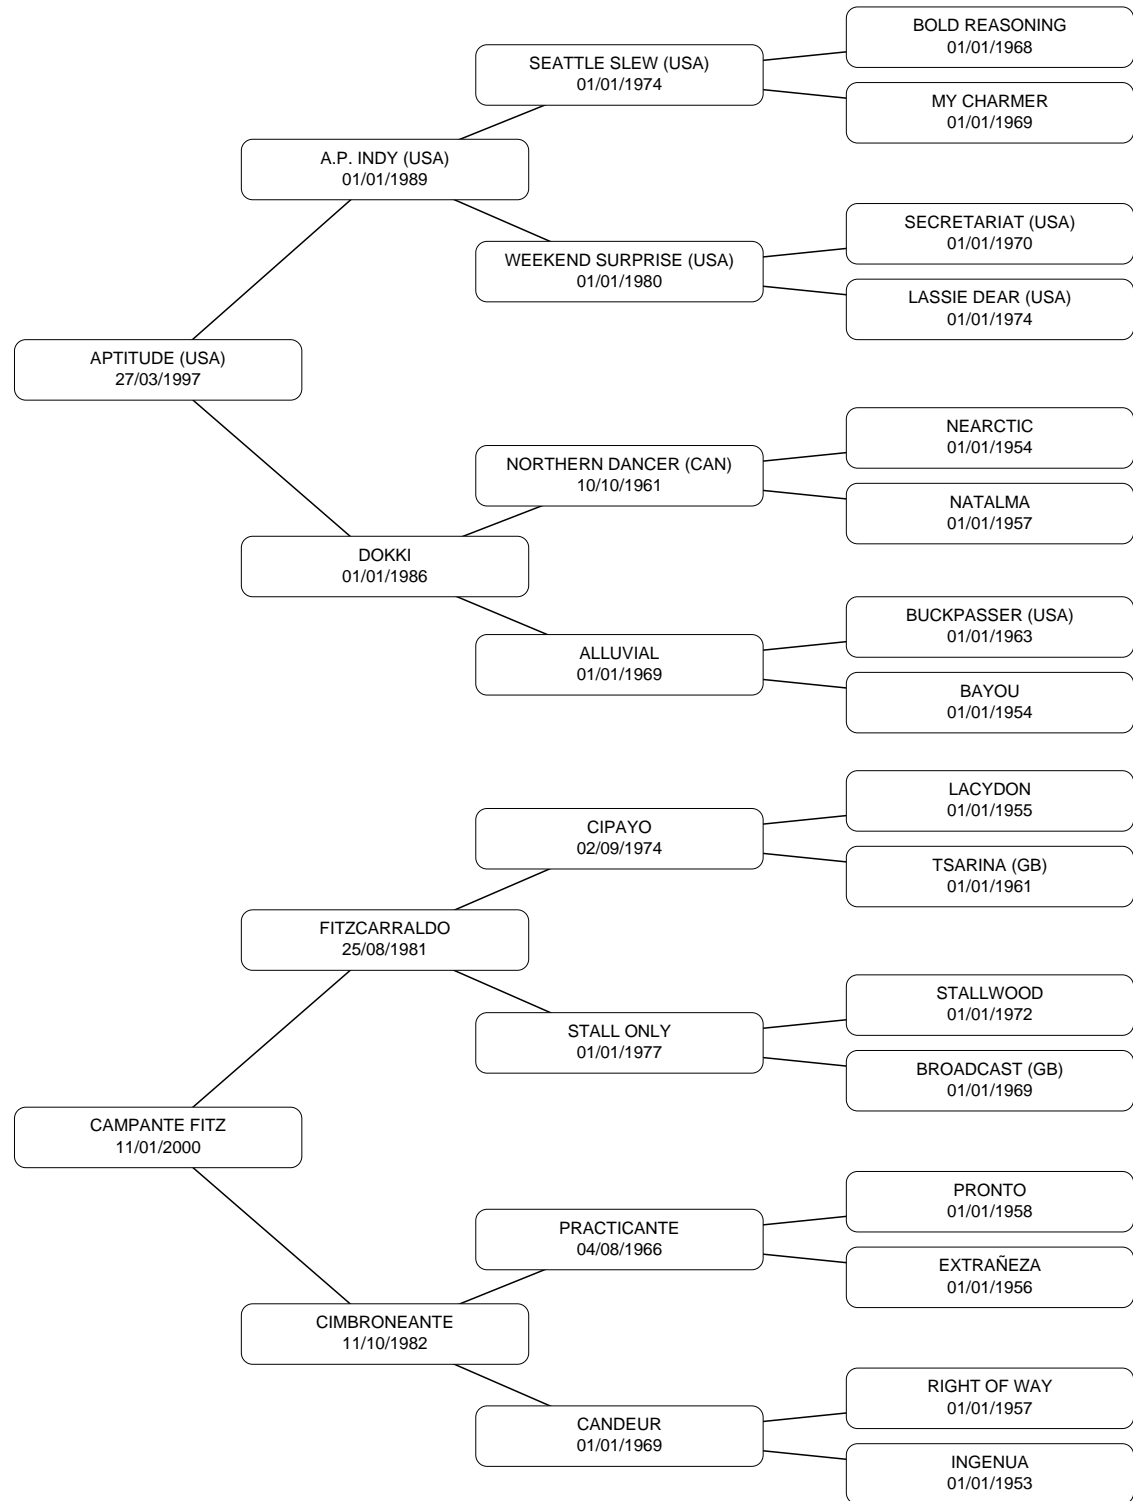 BOLD REASONING
01/01/1968
SEATTLE SLEW (USA)
01/01/1974
MY CHARMER
01/01/1969
A.P. INDY (USA)
01/01/1989
SECRETARIAT (USA)
01/01/1970
WEEKEND SURPRISE (USA)
01/01/1980
LASSIE DEAR (USA)
01/01/1974
APTITUDE (USA)
27/03/1997
NEARCTIC
01/01/1954
NORTHERN DANCER (CAN)
10/10/1961
NATALMA
01/01/1957
DOKKI
01/01/1986
BUCKPASSER (USA)
01/01/1963
ALLUVIAL
01/01/1969
BAYOU
01/01/1954
LACYDON
01/01/1955
CIPAYO
02/09/1974
TSARINA (GB)
01/01/1961
FITZCARRALDO
25/08/1981
STALLWOOD
01/01/1972
STALL ONLY
01/01/1977
BROADCAST (GB)
01/01/1969
CAMPANTE FITZ
11/01/2000
PRONTO
01/01/1958
PRACTICANTE
04/08/1966
EXTRAÑEZA
01/01/1956
CIMBRONEANTE
11/10/1982
RIGHT OF WAY
01/01/1957
CANDEUR
01/01/1969
INGENUA
01/01/1953